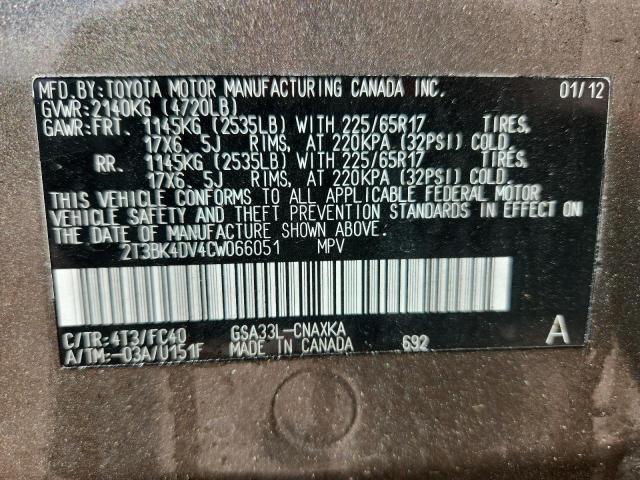 MFD.BY:TOYOTA MOTOR MANUFACTURING CANADA INC. 01/12
GVWR:2140KG (4720LB)
GAWR:FRT. 1145KG (2535LB) WITH 225/65R17 TIRES,
17X6. 5J RIMS, AT 220KPA (32PSI) COLD.
RR. 1145KG (2535LB) WITH 225/65R17 TIRES,
17X6. 5J RIMS, AT 220KPA (32PSI) COLD.
THIS VEHICLE CONFORMS TO ALL APPLICABLE FEDERAL MOTOR
VEHICLE SAFETY AND THEFT PREVENTION STANDARDS IN EFFECT ON
THE DATE OF MANUFACTURE SHOWN ABOVE.
2T3BK4DV4CW066051 MPV
C/TR:4T3/FC40 GSA33L-CNAXKA A
A/TM:-03A/U151F MADE IN CANADA 692